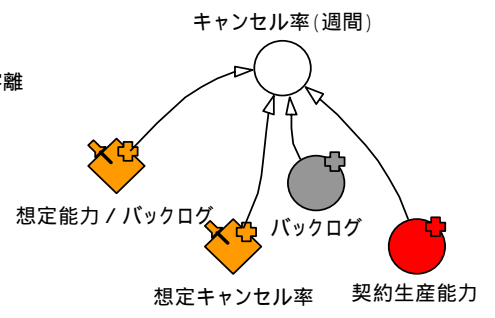 キャンセル率(週間)
離
想定能力 / バックログ
バックログ
想定キャンセル率
契約生産能力